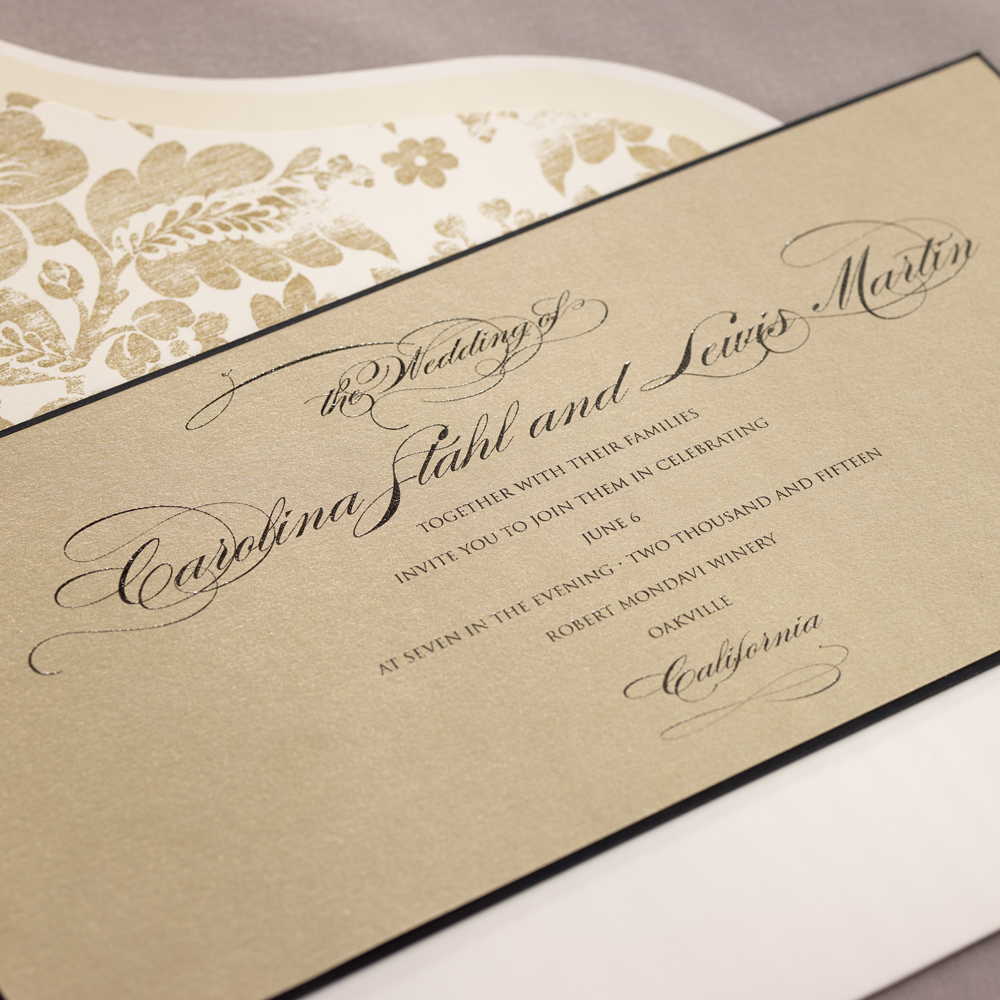 the Wedding of
Carolina Stahl and Lewis Martin
TOGETHER WITH THEIR FAMILIES
INVITE YOU TO JOIN THEM IN CELEBRATING
JUNE 6
AT SEVEN IN THE EVENING · TWO THOUSAND AND FIFTEEN
ROBERT MONDAVI WINERY
OAKVILLE
California